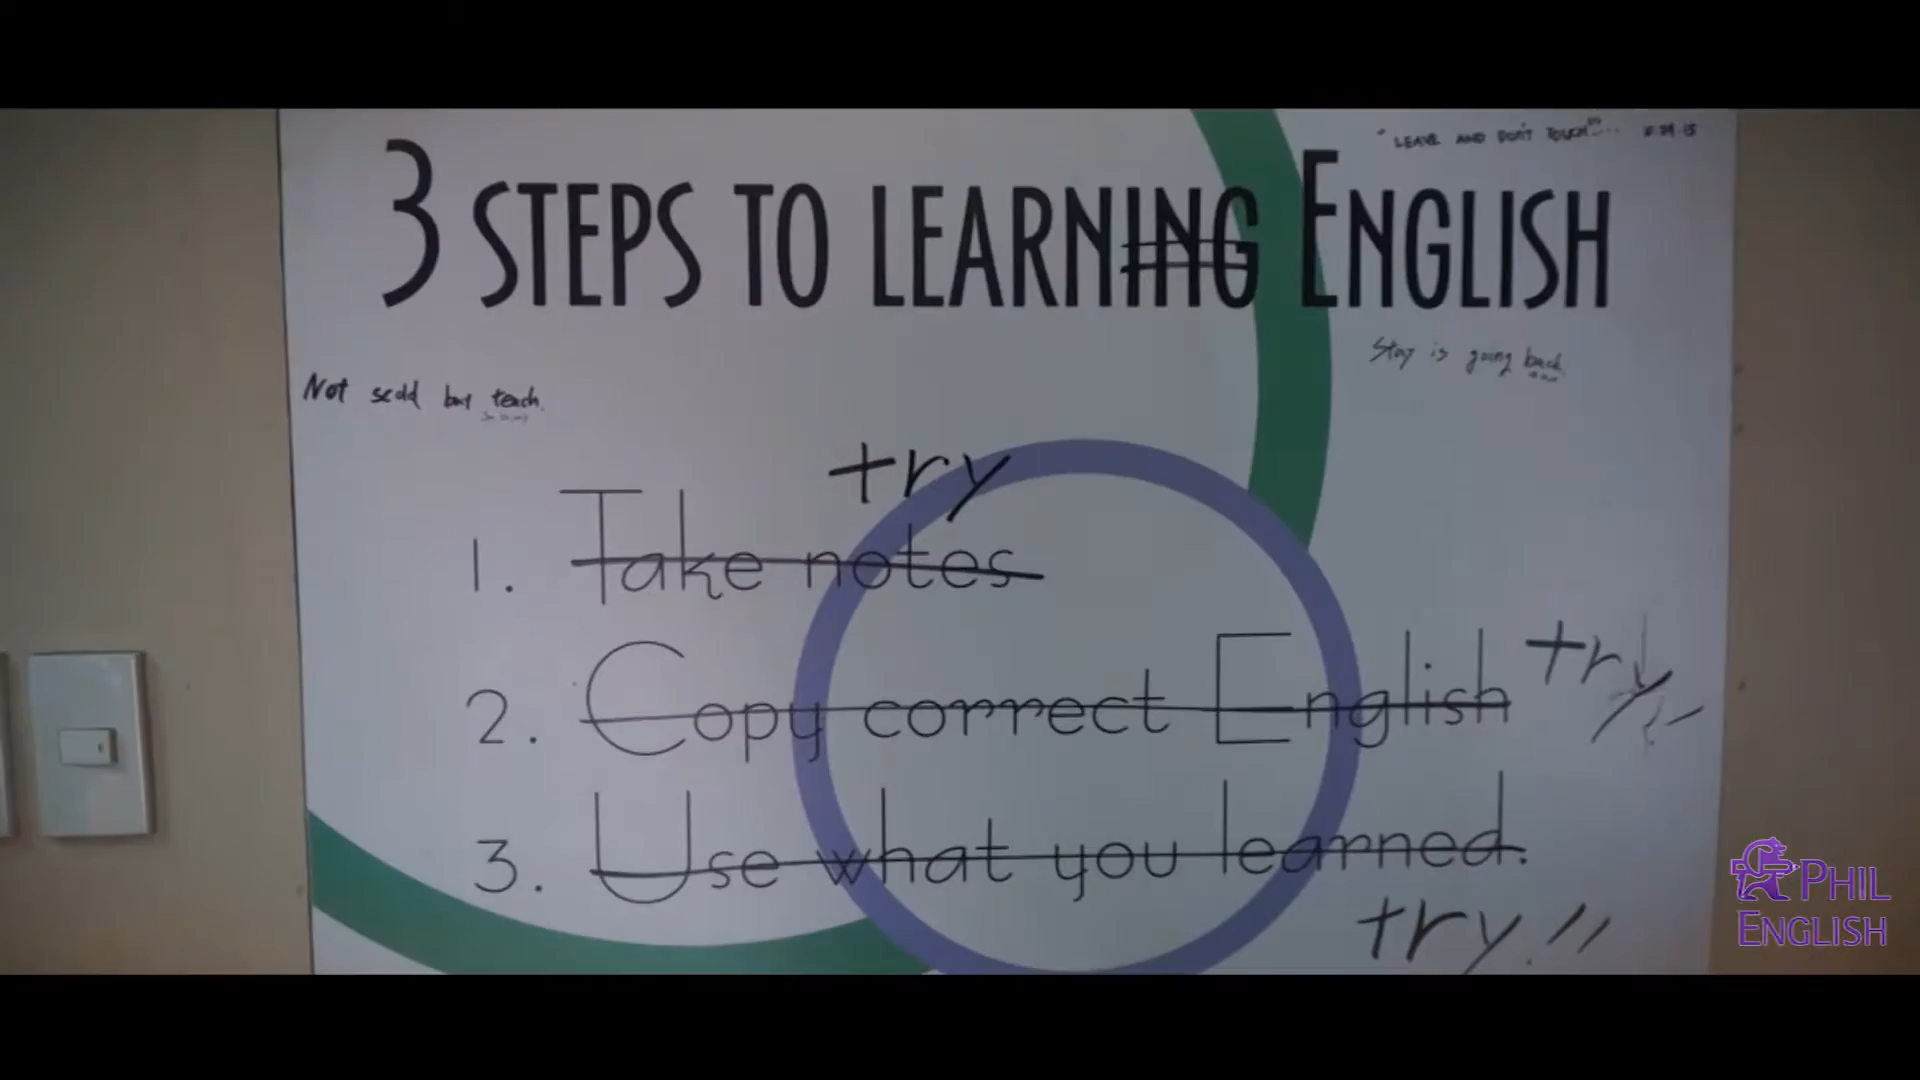 "LEAVE AND DON'T TOUCH"...
3 STEPS TO LEARNING ENGLISH
Stay is going back
Not scold but teach.
try
1. Take notes
2. Copy correct English try
3. Use what you learned.
try.!!
PHIL
ENGLISH